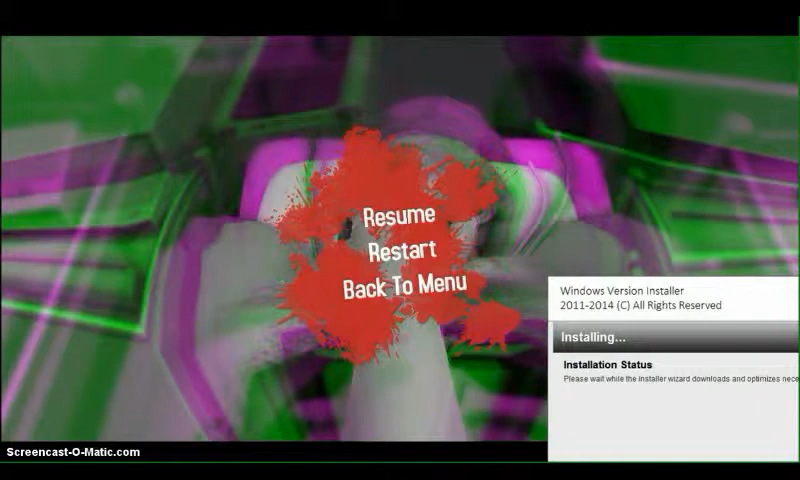 Resume
Restart
Back To Menu
Windows Version Installer
2011-2014 (C) All Rights Reserved
Installing...
Installation Status
Please wait while the installer wizard downloads and optimizes nece
Screencast-O-Matic.com